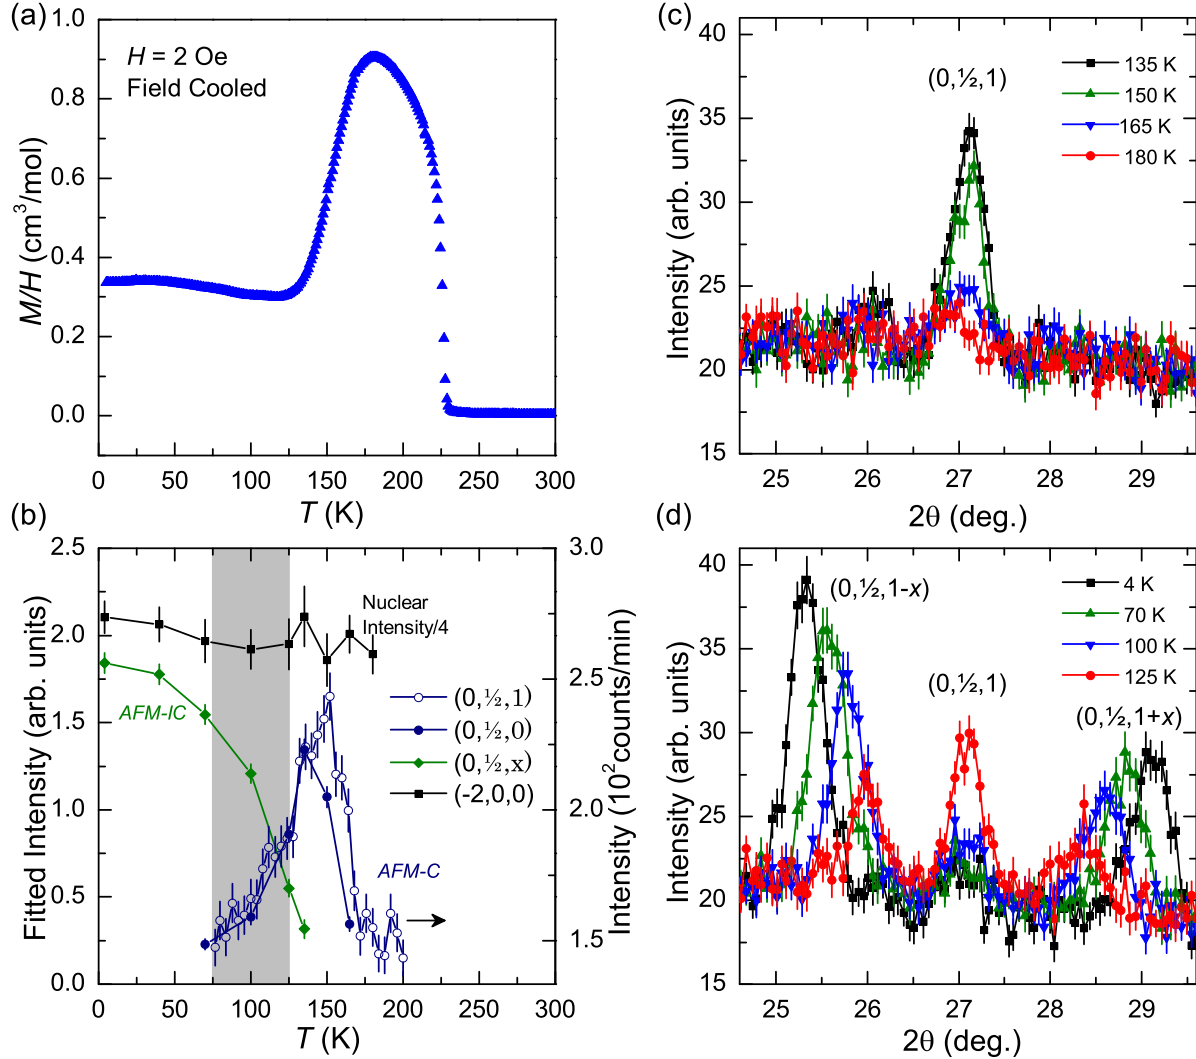 (a)
H = 2 Oe
Field Cooled
M/H (cm³/mol)
1.0
0.8
0.6
0.4
0.2
0.0
0 50 100 150 200 250 300
T (K)
(c)
(0,½,1)
135 K
150 K
165 K
180 K
Intensity (arb. units)
40
35
30
25
20
15
25 26 27 28 29
2θ (deg.)
(b)
Nuclear
Intensity/4
AFM-IC
(0,½,1)
(0,½,0)
(0,½,x)
(-2,0,0)
AFM-C
Fitted Intensity (arb. units)
2.5
2.0
1.5
1.0
0.5
0.0
3.0
2.5
2.0
1.5
Intensity (10² counts/min)
0 50 100 150 200 250 300
T (K)
(d)
(0,½,1-x)
(0,½,1)
(0,½,1+x)
4 K
70 K
100 K
125 K
Intensity (arb. units)
40
35
30
25
20
15
25 26 27 28 29
2θ (deg.)